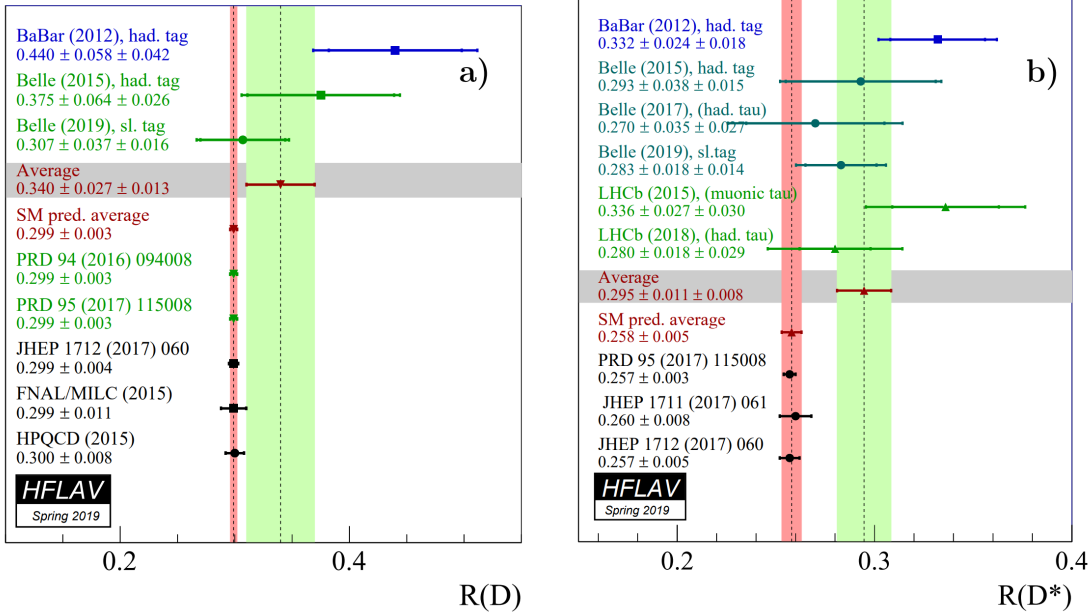 BaBar (2012), had. tag
0.440 ± 0.058 ± 0.042
a)
Belle (2015), had. tag
0.375 ± 0.064 ± 0.026
Belle (2019), sl. tag
0.307 ± 0.037 ± 0.016
Average
0.340 ± 0.027 ± 0.013
SM pred. average
0.299 ± 0.003
PRD 94 (2016) 094008
0.299 ± 0.003
PRD 95 (2017) 115008
0.299 ± 0.003
JHEP 1712 (2017) 060
0.299 ± 0.004
FNAL/MILC (2015)
0.299 ± 0.011
HPQCD (2015)
0.300 ± 0.008
HFLAV
Spring 2019
0.2 0.4
R(D)
BaBar (2012), had. tag
0.332 ± 0.024 ± 0.018
b)
Belle (2015), had. tag
0.293 ± 0.038 ± 0.015
Belle (2017), (had. tau)
0.270 ± 0.035 ± 0.027
Belle (2019), sl.tag
0.283 ± 0.018 ± 0.014
LHCb (2015), (muonic tau)
0.336 ± 0.027 ± 0.030
LHCb (2018), (had. tau)
0.280 ± 0.018 ± 0.029
Average
0.295 ± 0.011 ± 0.008
SM pred. average
0.258 ± 0.005
PRD 95 (2017) 115008
0.257 ± 0.003
JHEP 1711 (2017) 061
0.260 ± 0.008
JHEP 1712 (2017) 060
0.257 ± 0.005
HFLAV
Spring 2019
0.2 0.3 0.4
R(D*)